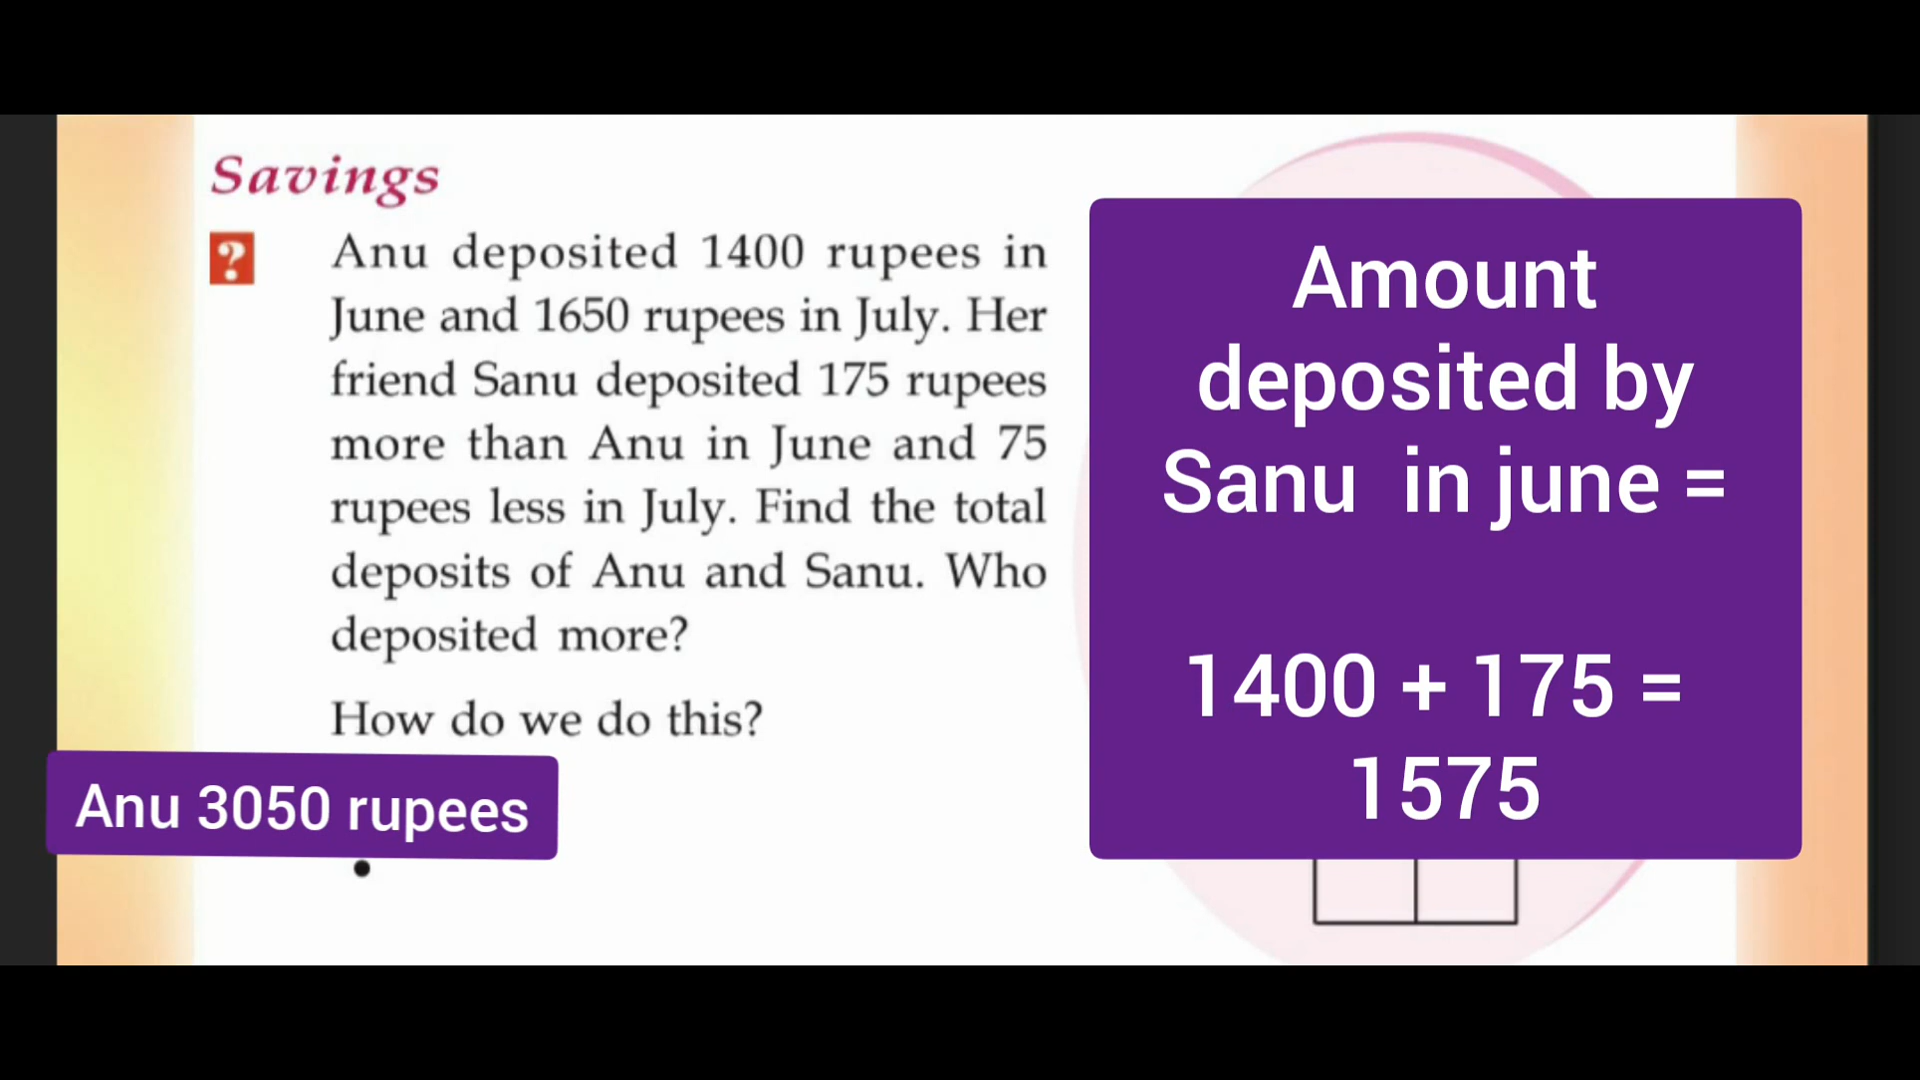 Savings
?
Anu deposited 1400 rupees in
June and 1650 rupees in July. Her
friend Sanu deposited 175 rupees
more than Anu in June and 75
rupees less in July. Find the total
deposits of Anu and Sanu. Who
deposited more?
How do we do this?
Anu 3050 rupees
Amount
deposited by
Sanu  in june =
1400 + 175 =
1575